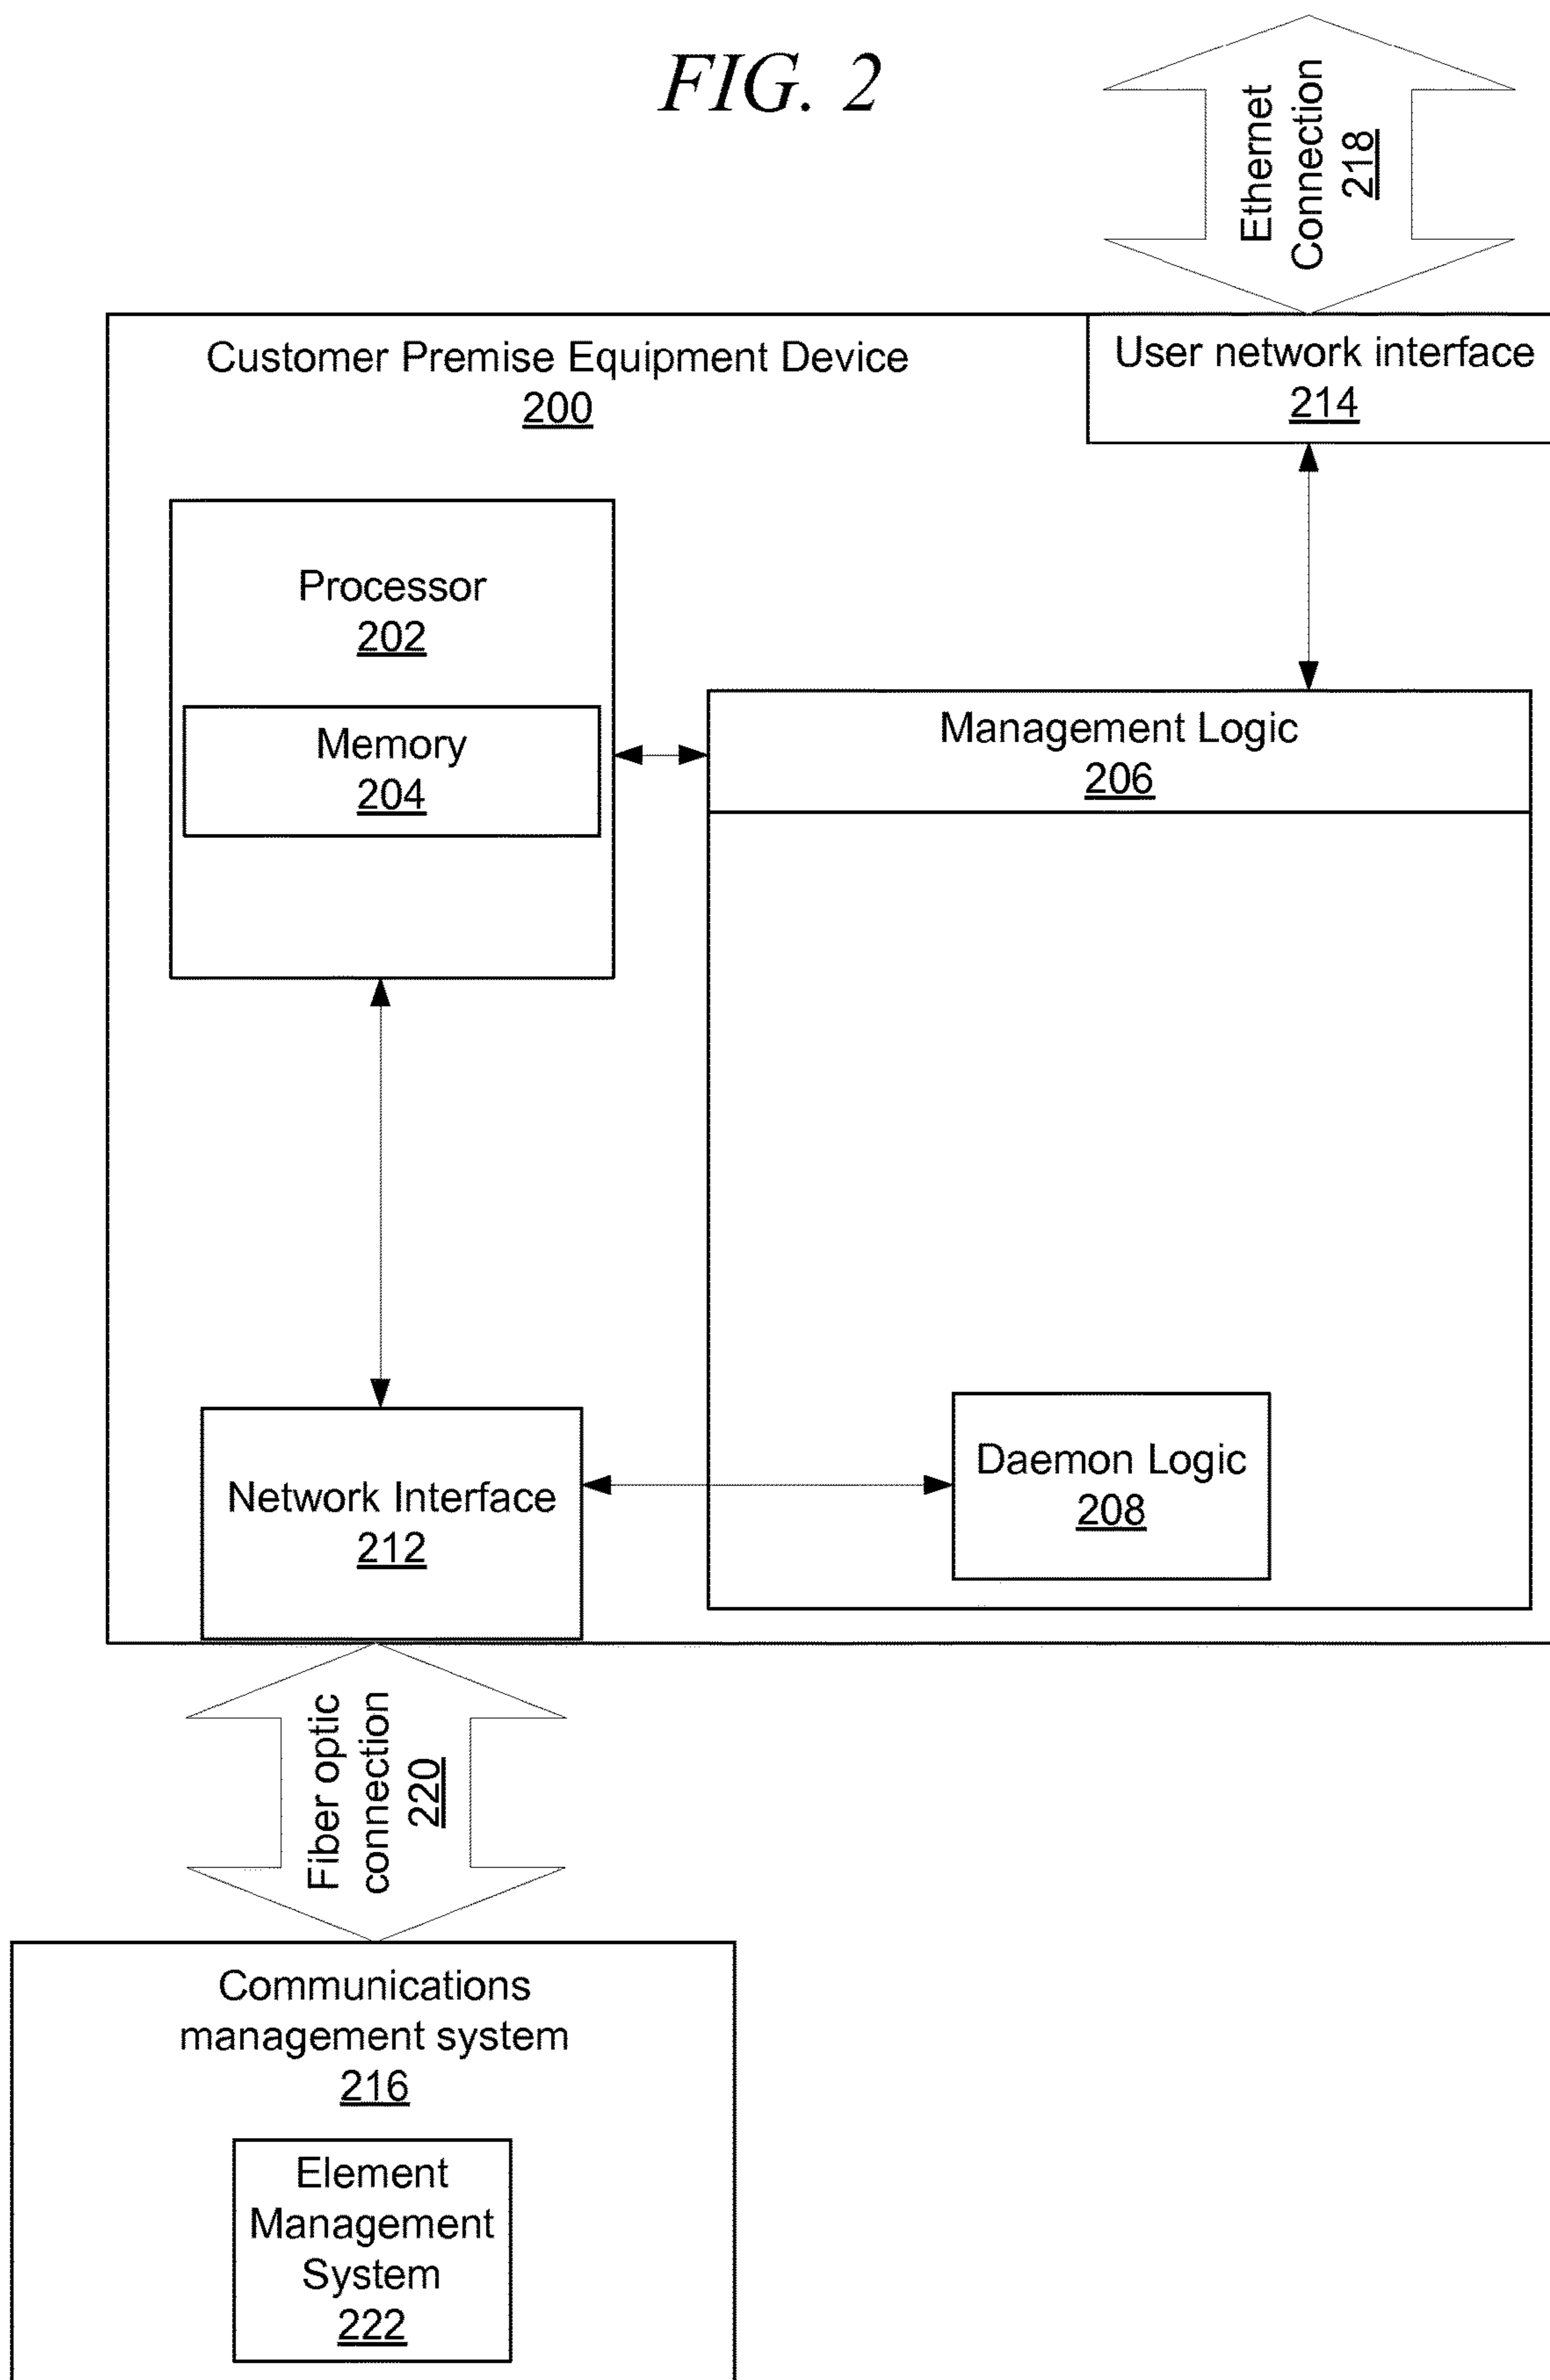 FIG. 2
Ethernet
Connection
218
Customer Premise Equipment Device
200
User network interface
214
Processor
202
Memory
204
Management Logic
206
Daemon Logic
208
Network Interface
212
Fiber optic
connection
220
Communications
management system
216
Element
Management
System
222